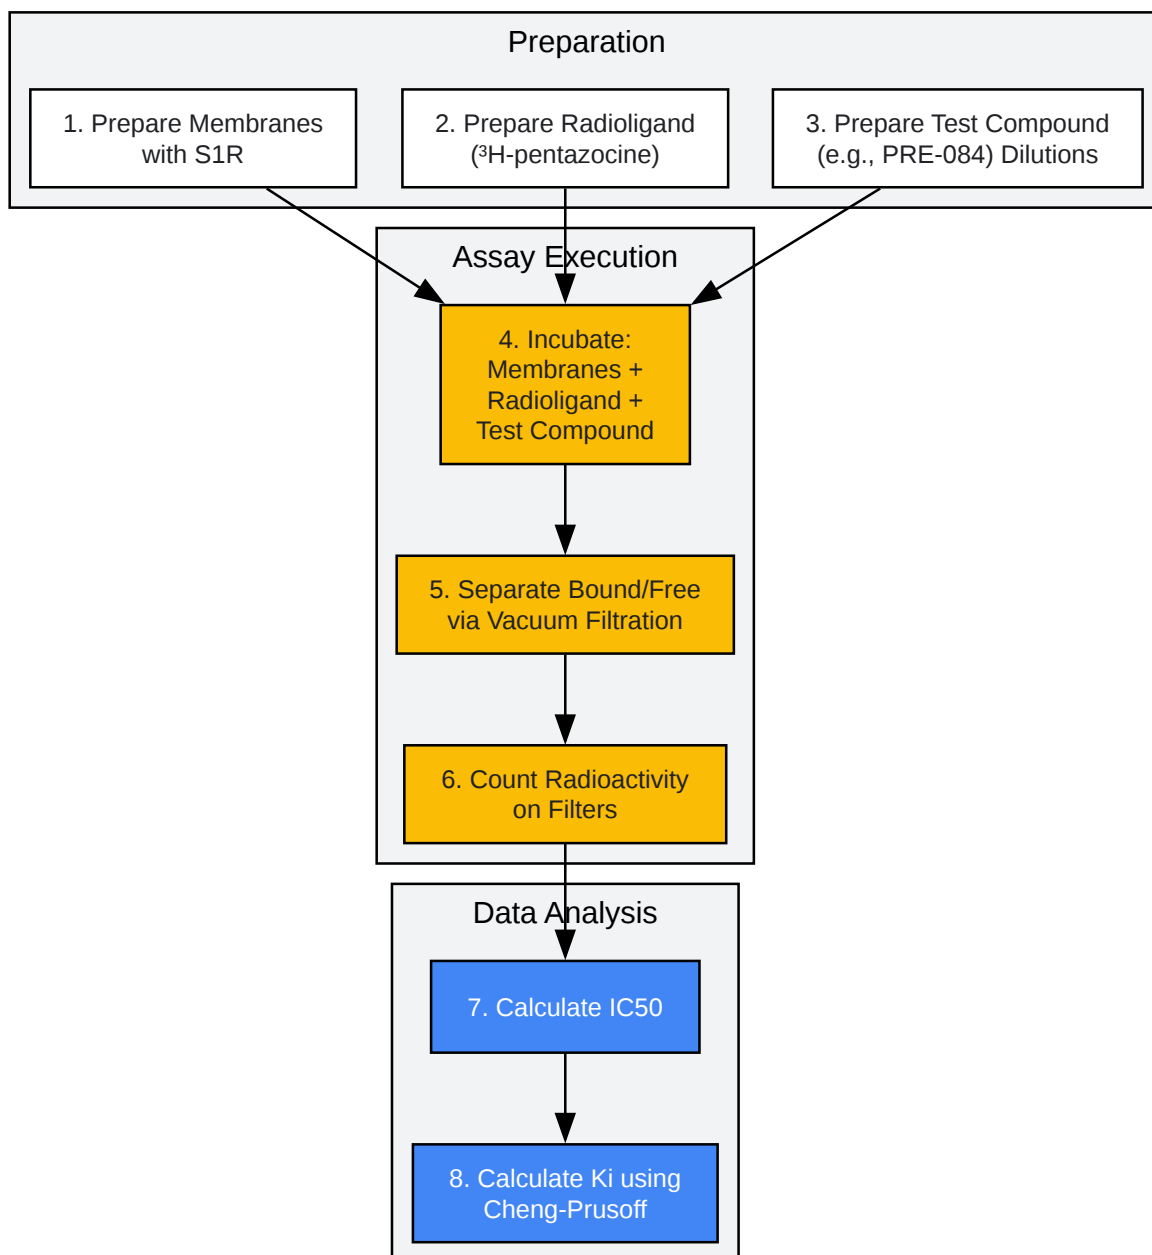 Preparation
1. Prepare Membranes
with S1R
2. Prepare Radioligand
(³H-pentazocine)
3. Prepare Test Compound
(e.g., PRE-084) Dilutions
Assay Execution
4. Incubate:
Membranes +
Radioligand +
Test Compound
5. Separate Bound/Free
via Vacuum Filtration
6. Count Radioactivity
on Filters
Data Analysis
7. Calculate IC50
8. Calculate Ki using
Cheng-Prusoff